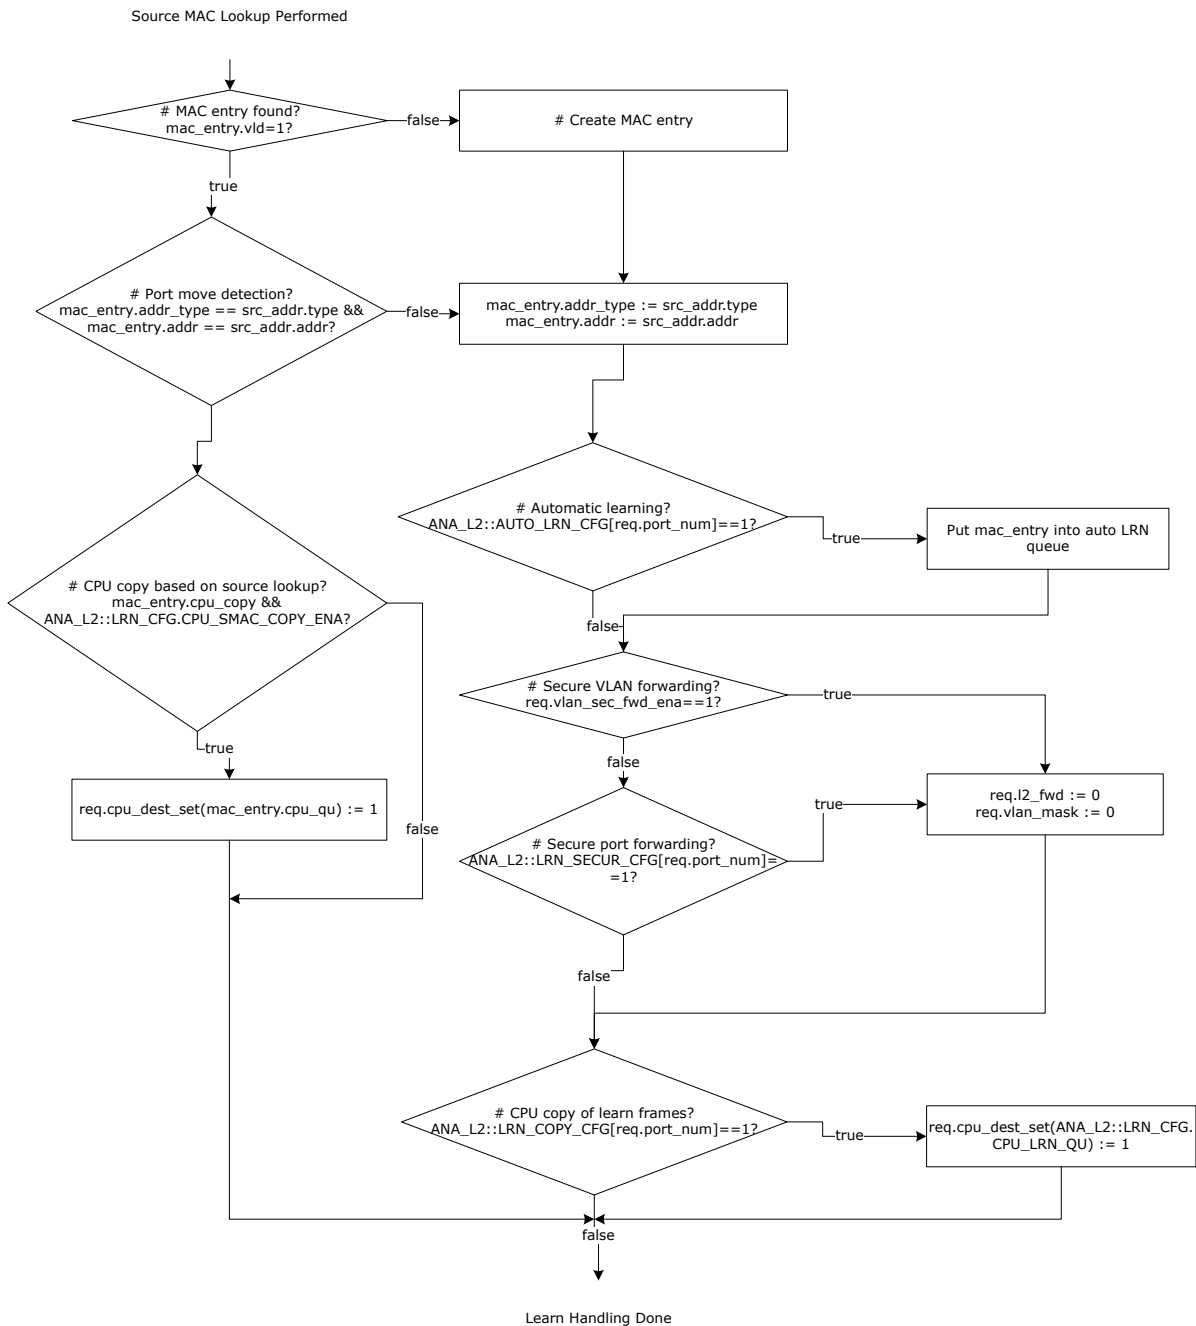 Source MAC Lookup Performed
# MAC entry found?
mac_entry.vld=1?
false
# Create MAC entry
true
# Port move detection?
mac_entry.addr_type == src_addr.type &&
mac_entry.addr == src_addr.addr?
false
mac_entry.addr_type := src_addr.type
mac_entry.addr := src_addr.addr
# Automatic learning?
ANA_L2::AUTO_LRN_CFG[req.port_num]==1?
true
Put mac_entry into auto LRN
queue
# CPU copy based on source lookup?
mac_entry.cpu_copy &&
ANA_L2::LRN_CFG.CPU_SMAC_COPY_ENA?
false
# Secure VLAN forwarding?
req.vlan_sec_fwd_ena==1?
true
true
false
req.cpu_dest_set(mac_entry.cpu_qu) := 1
false
req.l2_fwd := 0
req.vlan_mask := 0
true
# Secure port forwarding?
ANA_L2::LRN_SECUR_CFG[req.port_num]=
=1?
false
# CPU copy of learn frames?
ANA_L2::LRN_COPY_CFG[req.port_num]==1?
true
req.cpu_dest_set(ANA_L2::LRN_CFG.
CPU_LRN_QU) := 1
false
Learn Handling Done